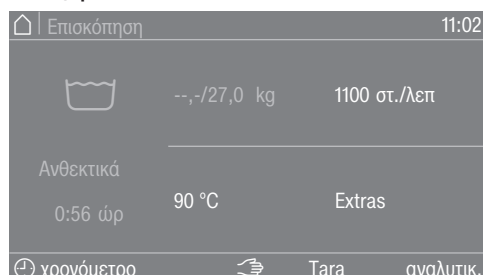 Επισκόπηση 11:02
--,-/27,0 kg 1100 στ./λεπ
Ανθεκτικά
0:56 ώρ
90 °C Extras
χρονόμετρο Tara αναλυτικ.